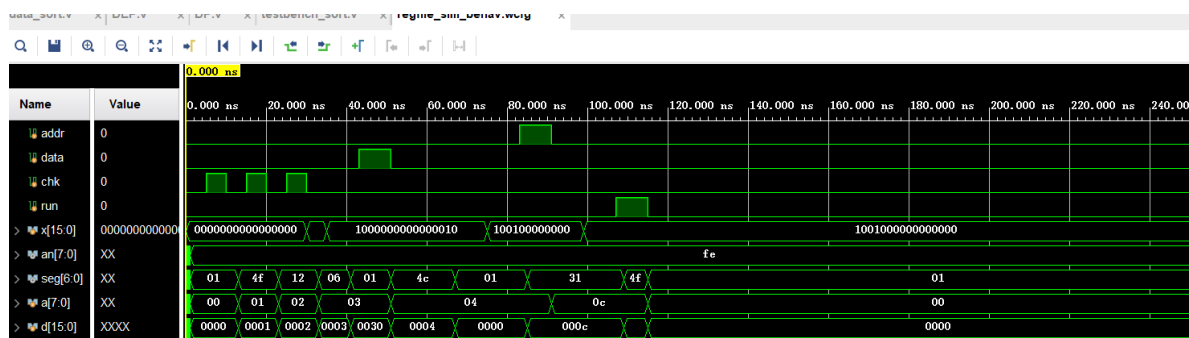 data_sort.v × DEP.v × DP.v × testbench_sort.v × regfile_sim_behav.wcfg ×
0.000 ns
Name Value 0.000 ns 20.000 ns 40.000 ns 60.000 ns 80.000 ns 100.000 ns 120.000 ns 140.000 ns 160.000 ns 180.000 ns 200.000 ns 220.000 ns 240.00
addr 0
data 0
chk 0
run 0
x[15:0] 000000000000 0000000000000000 1000000000000010 100100000000 1001000000000000
an[7:0] XX fe
seg[6:0] XX 01 4f 12 06 01 4c 01 31 4f 01
a[7:0] XX 00 01 02 03 04 0c 00
d[15:0] XXXX 0000 0001 0002 0003 0030 0004 0000 000c 0000